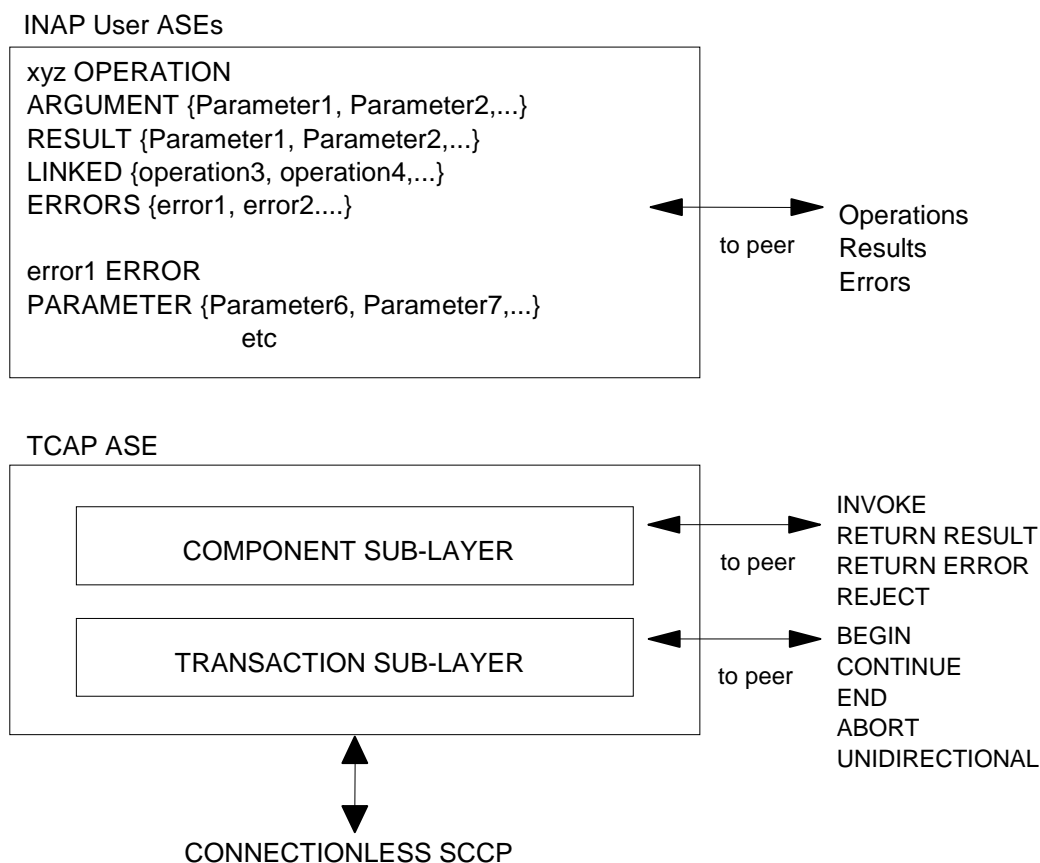 INAP User ASEs
xyz OPERATION
ARGUMENT {Parameter1, Parameter2,...}
RESULT {Parameter1, Parameter2,...}
LINKED {operation3, operation4,...}
ERRORS {error1, error2....}
error1 ERROR
PARAMETER {Parameter6, Parameter7,...}
etc
to peer
Operations
Results
Errors
TCAP ASE
COMPONENT SUB-LAYER
to peer
INVOKE
RETURN RESULT
RETURN ERROR
REJECT
TRANSACTION SUB-LAYER
to peer
BEGIN
CONTINUE
END
ABORT
UNIDIRECTIONAL
CONNECTIONLESS SCCP